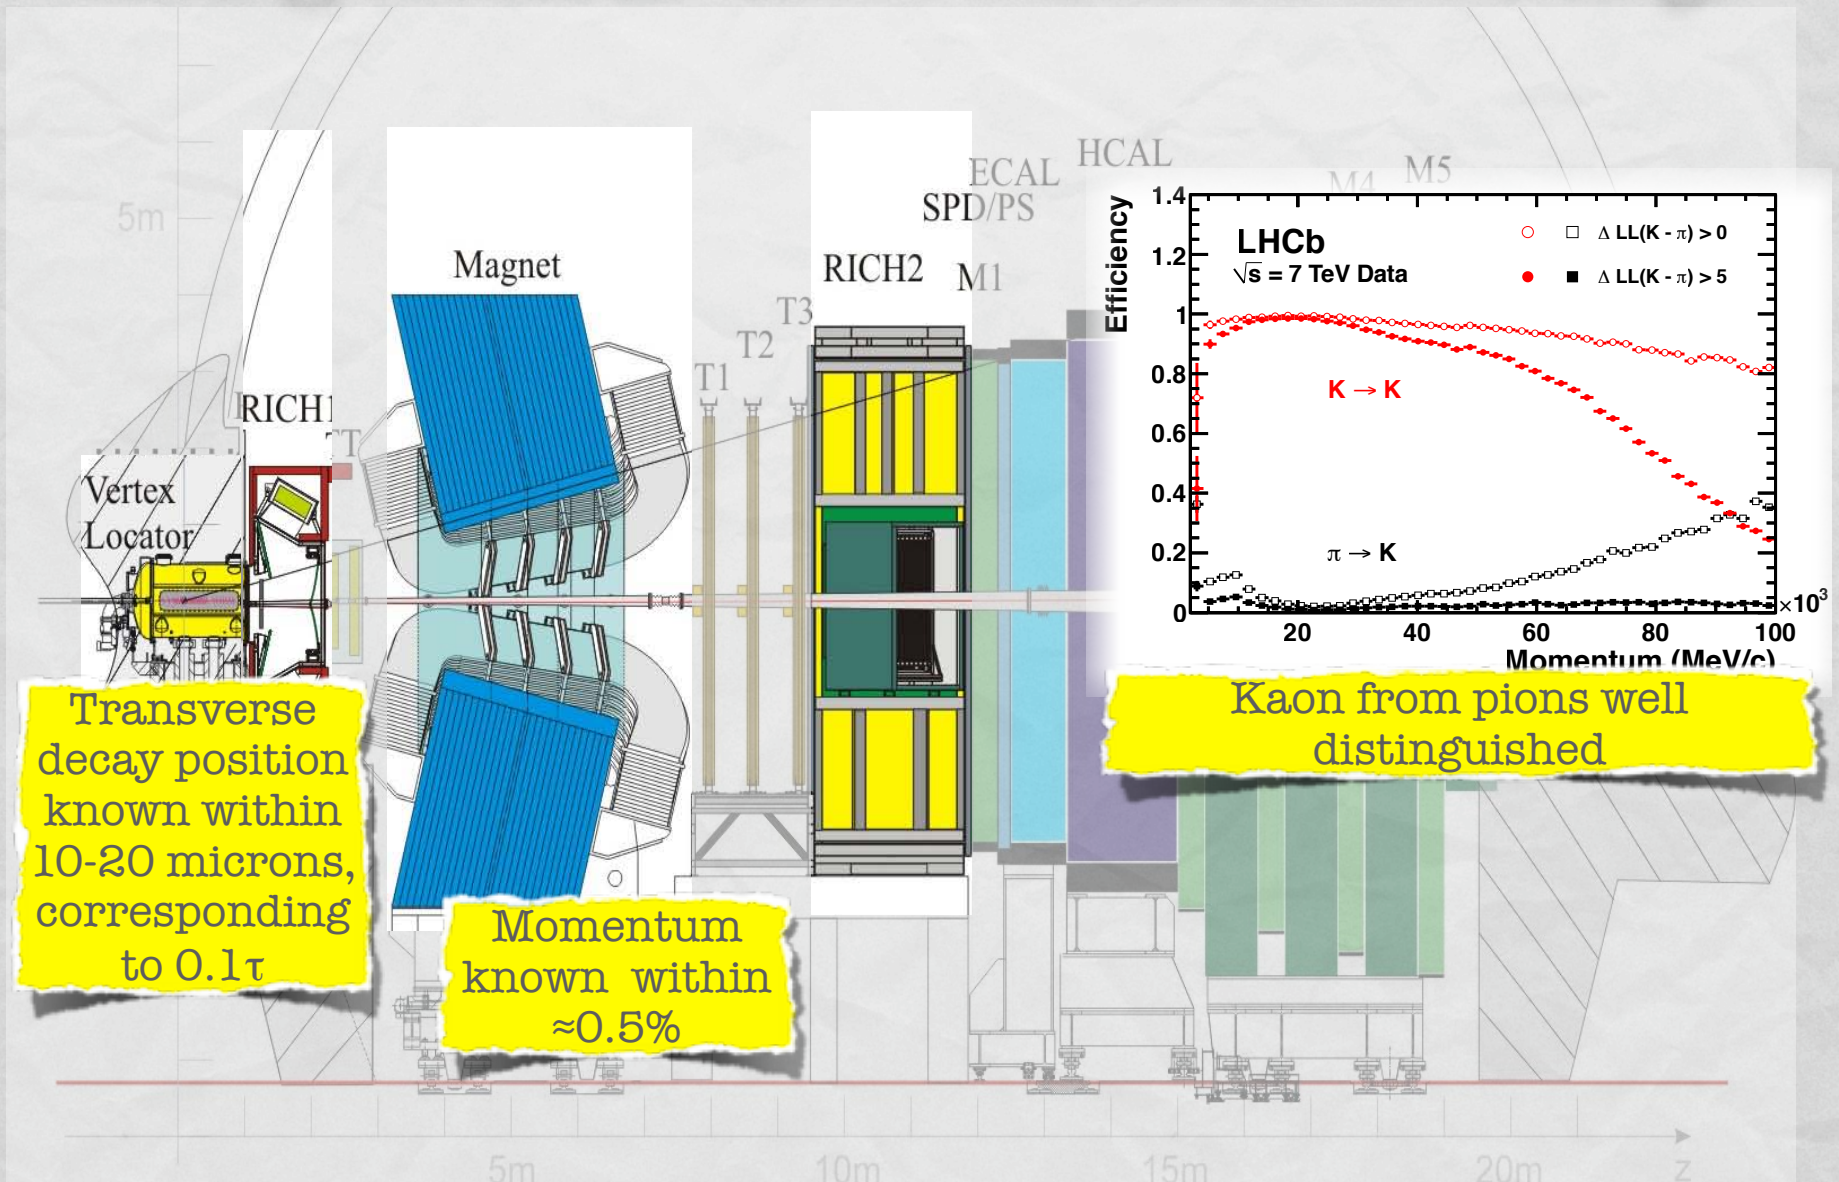 5m
Vertex
Locator
RICH1
TT
Magnet
T1
T2
T3
RICH2
SPD/PS
ECAL
HCAL
M1
M4
M5
Efficiency
1.4
1.2
1
0.8
0.6
0.4
0.2
0
LHCb
√s = 7 TeV Data
Δ LL(K - π) > 0
Δ LL(K - π) > 5
K → K
π → K
20
40
60
80
100
×10³
Momentum (MeV/c)
Kaon from pions well
distinguished
Transverse
decay position
known within
10-20 microns,
corresponding
to 0.1τ
Momentum
known within
≈0.5%
5m
10m
15m
20m
z